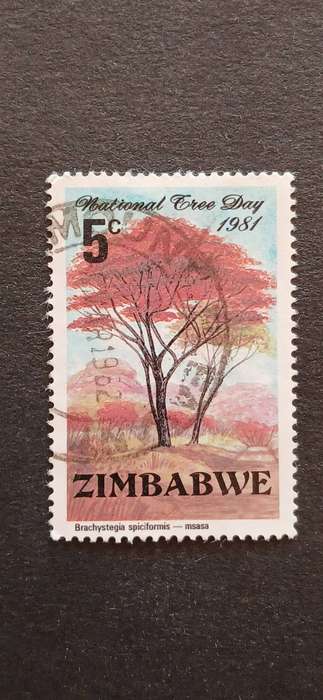 National Tree Day
5c
1981
ZIMBABWE
Brachystegia spiciformis — msasa